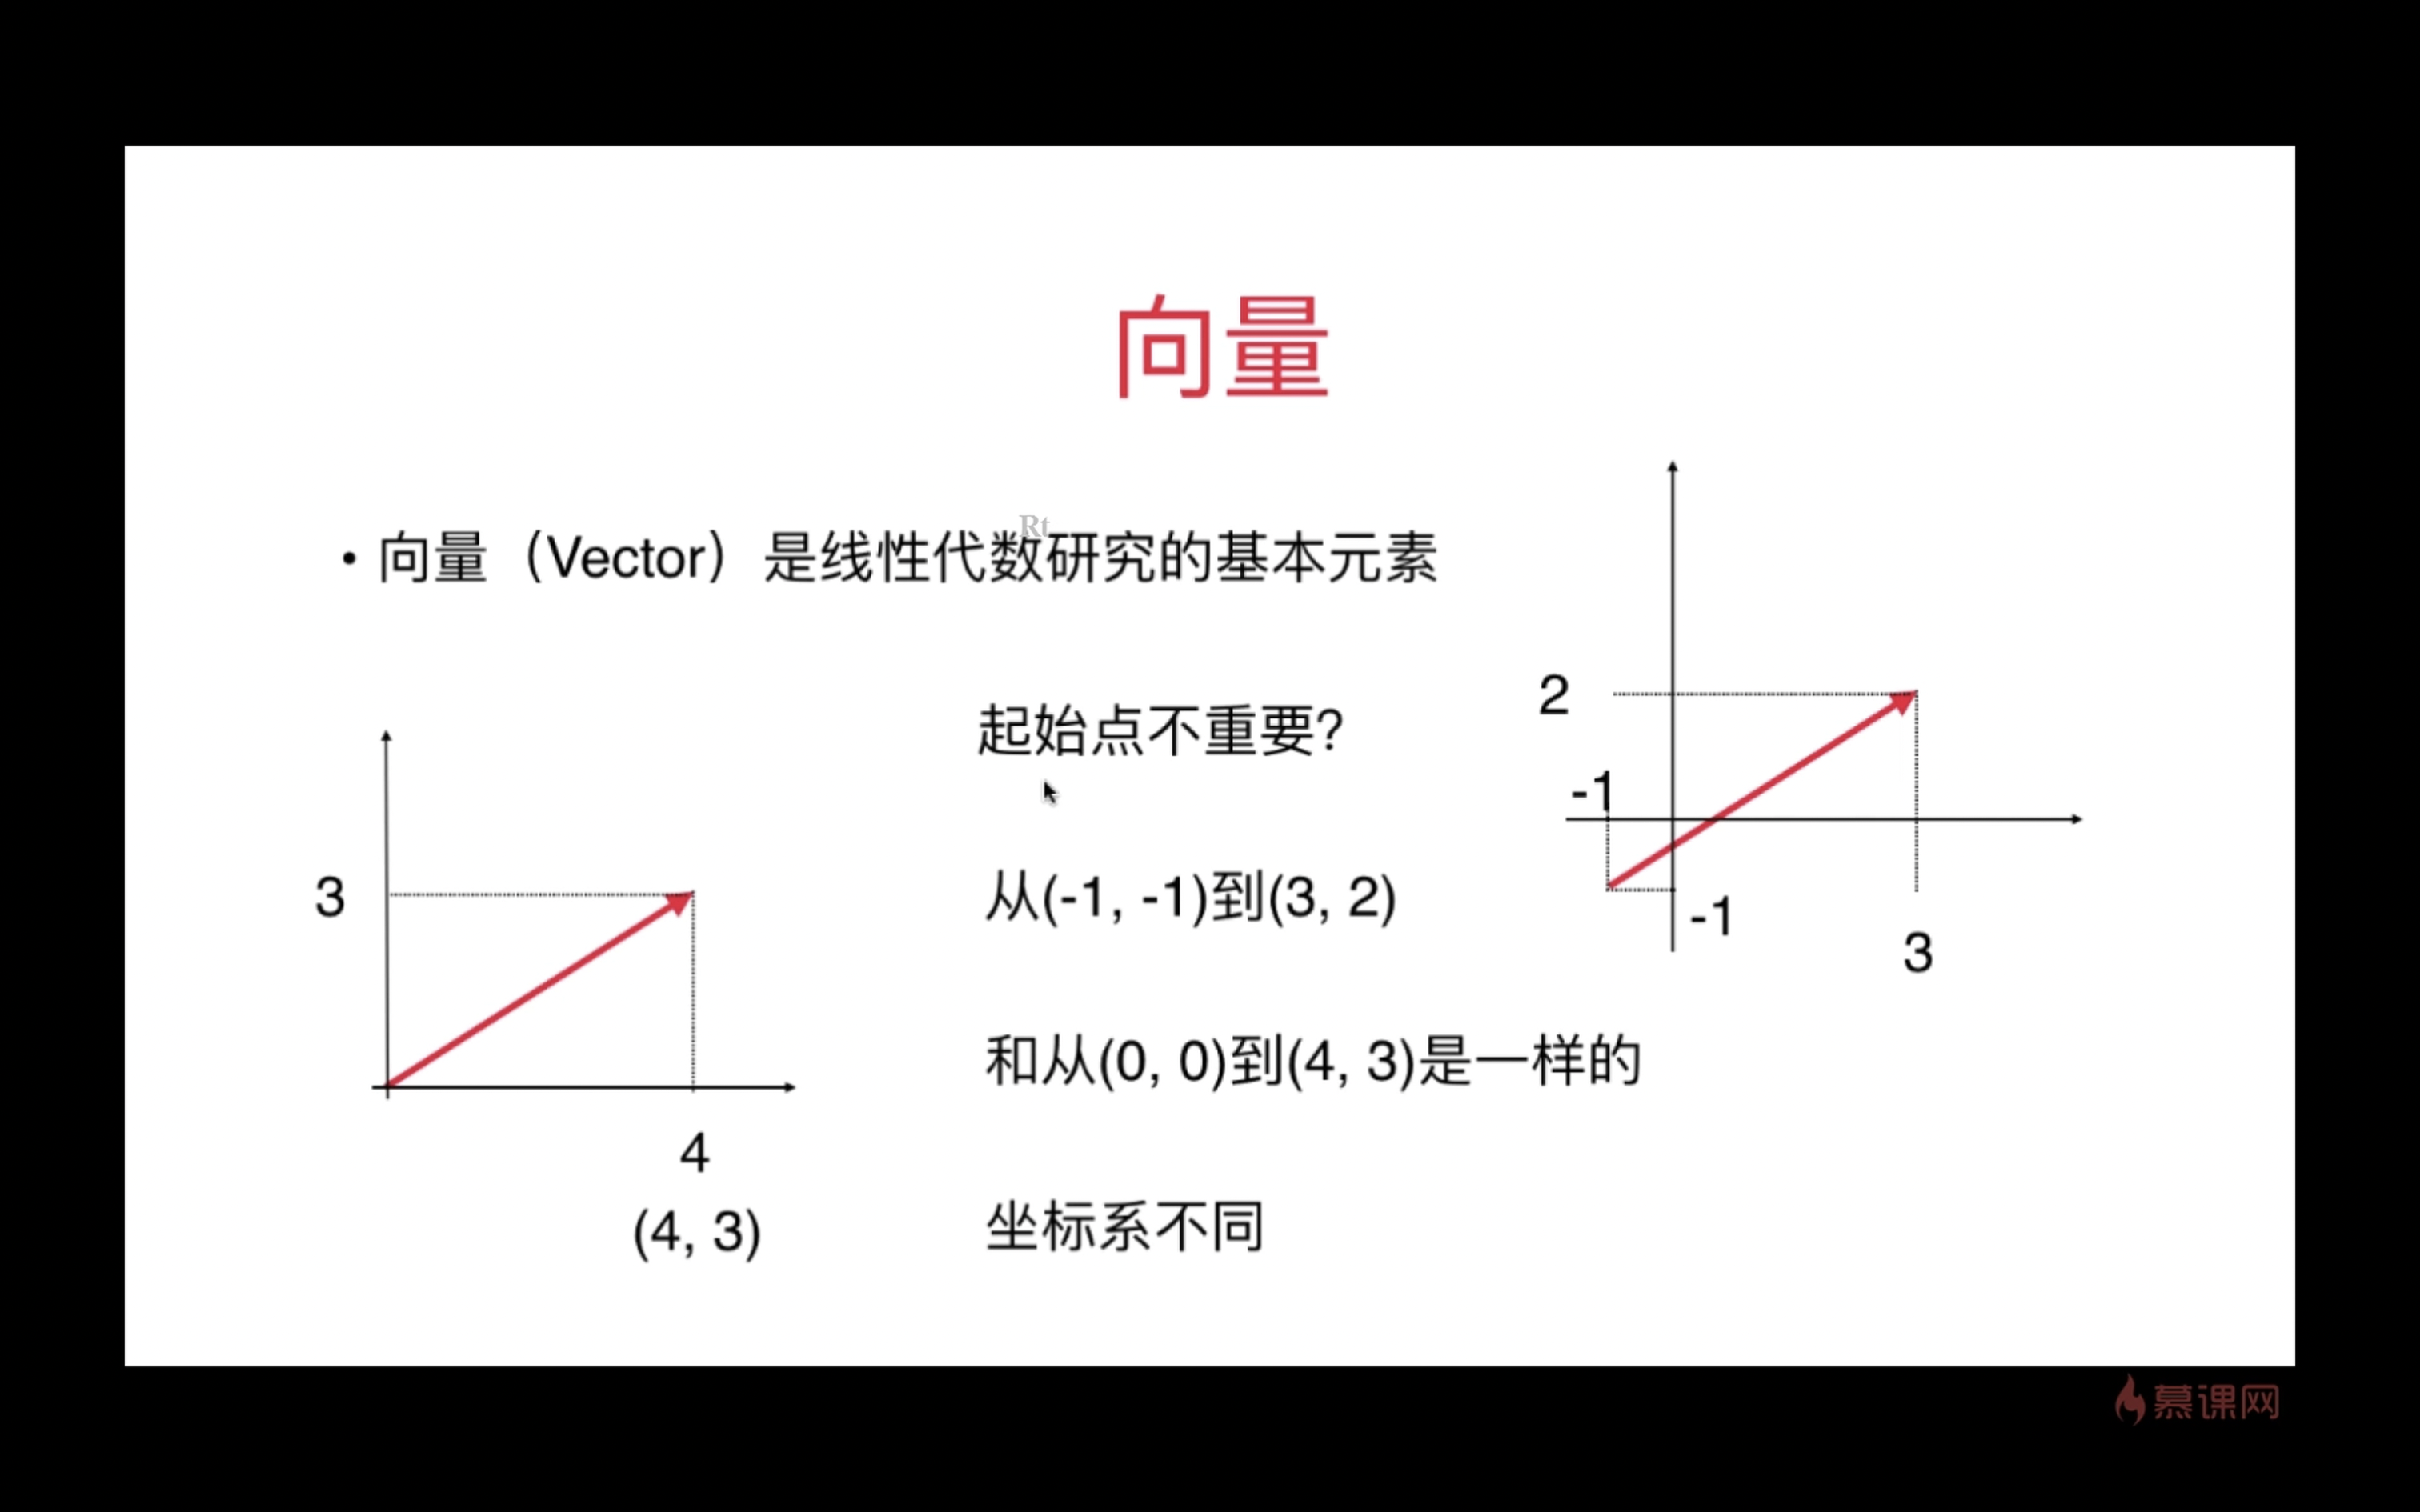 向量
• 向量（Vector）是线性代数研究的基本元素
Rt
3
4
(4, 3)
起始点不重要?
从(-1, -1)到(3, 2)
和从(0, 0)到(4, 3)是一样的
坐标系不同
2
-1
-1
3
慕课网